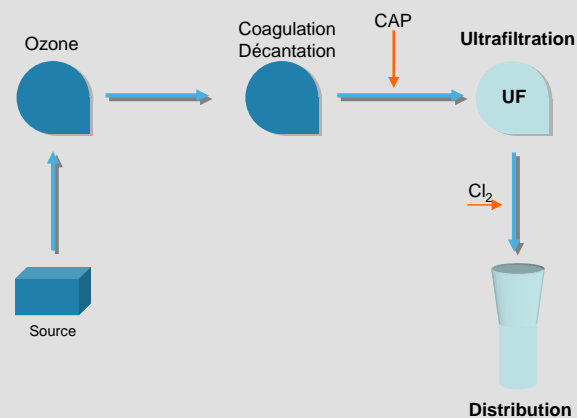 Ozone
Coagulation
Décantation
CAP
Ultrafiltration
UF
Cl₂
Source
Distribution